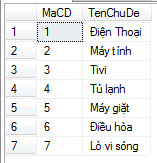 MaCD TenChuDe
1 1 Điện Thoại
2 2 Máy tính
3 3 Tivi
4 4 Tủ lạnh
5 5 Máy giặt
6 6 Điều hòa
7 7 Lò vi sóng